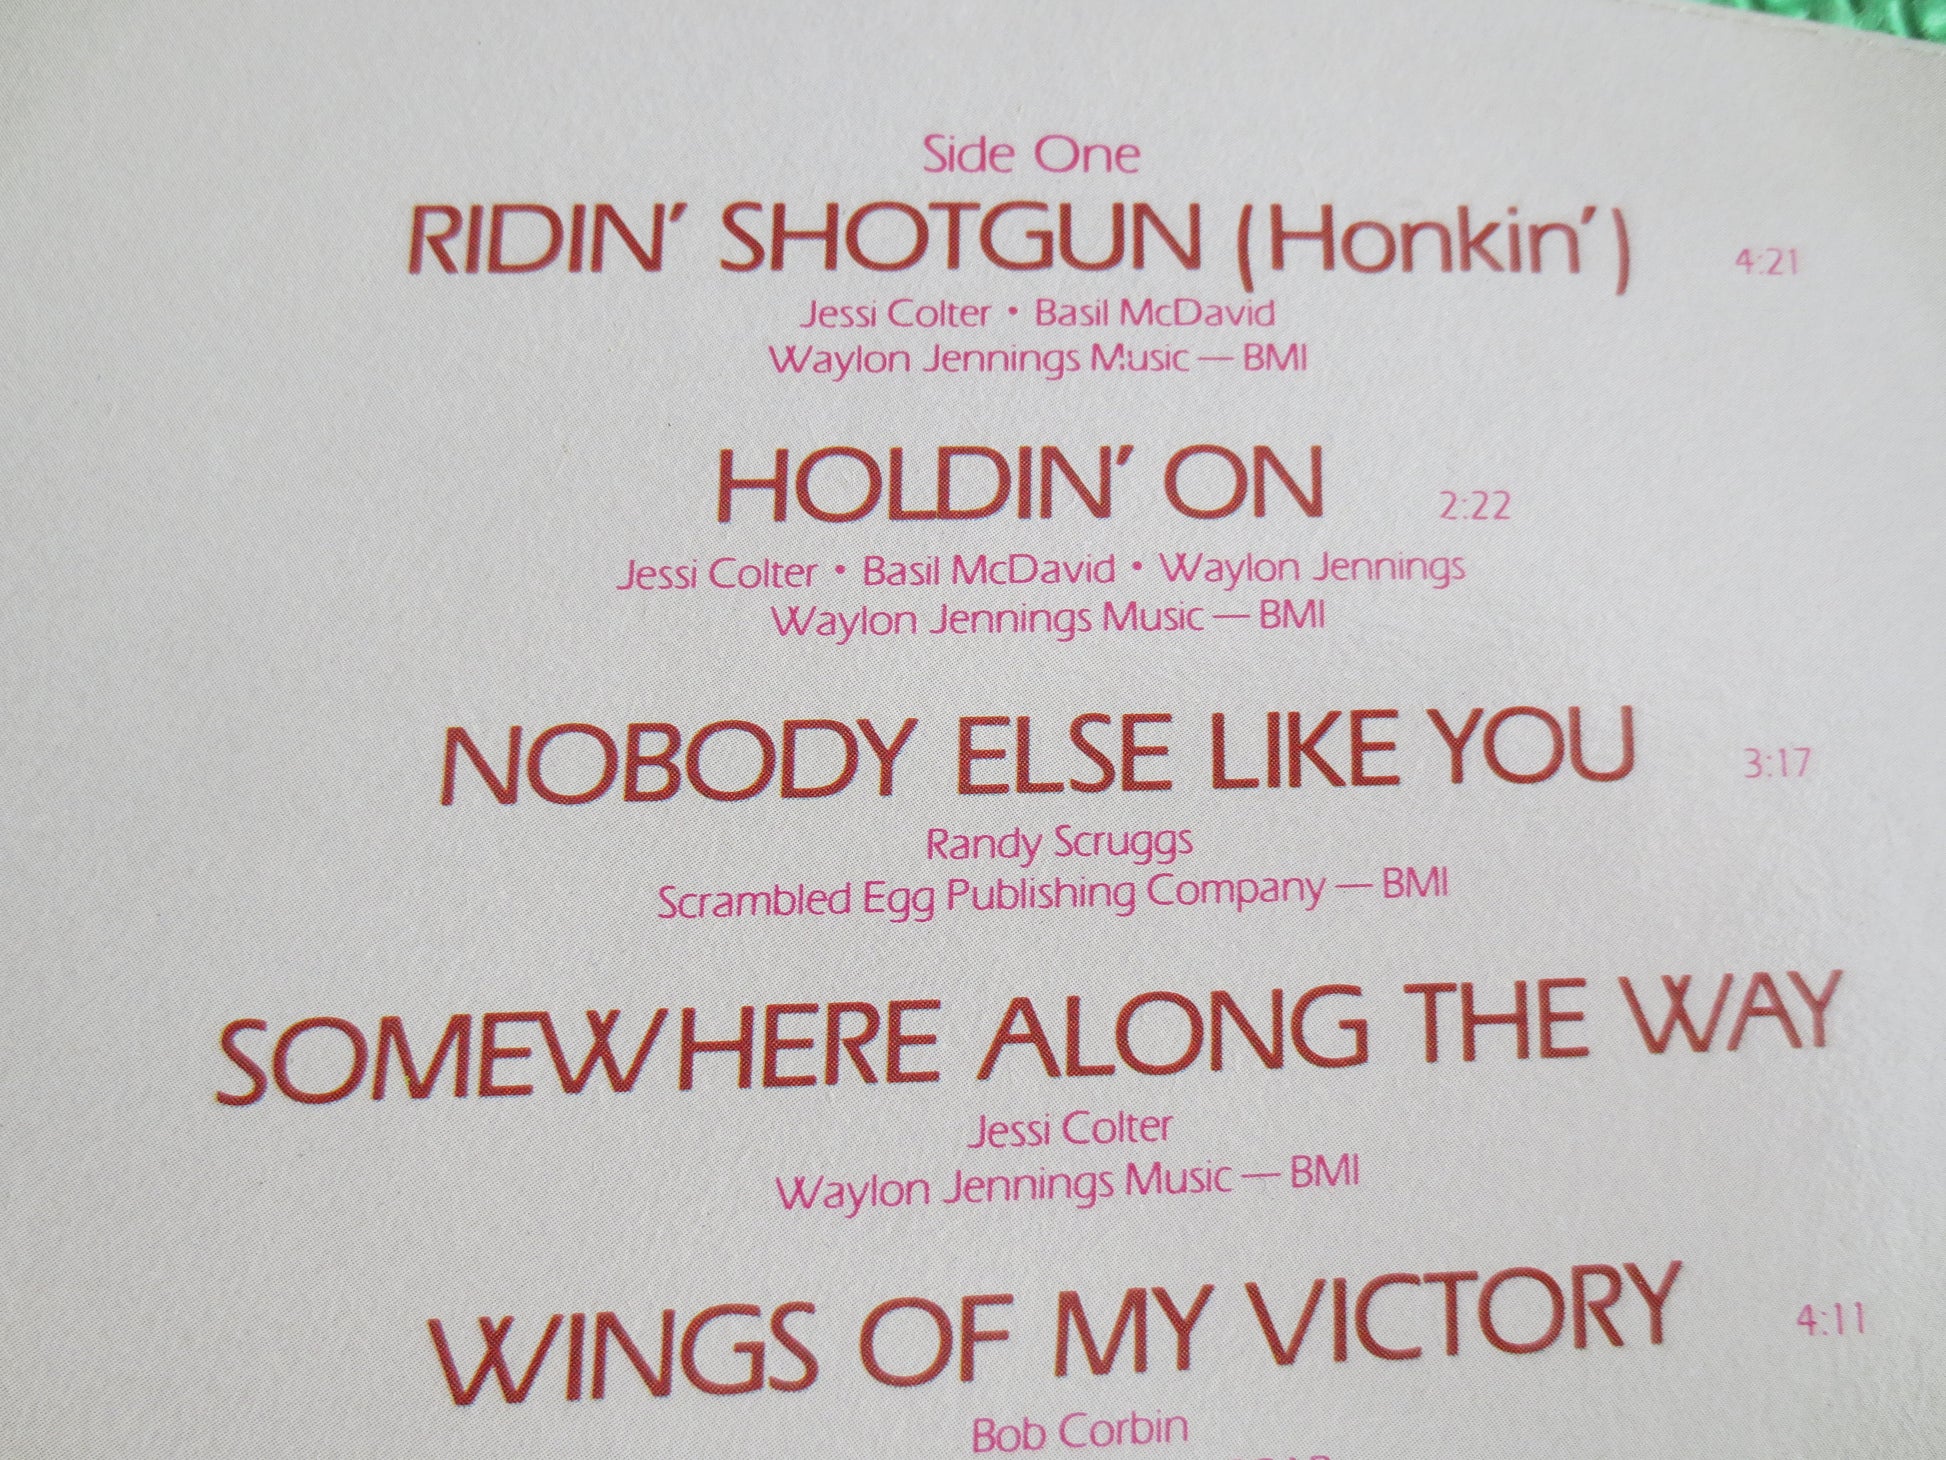 Side One
RIDIN' SHOTGUN (Honkin') 4:21
Jessi Colter • Basil McDavid
Waylon Jennings Music — BMI
HOLDIN' ON 2:22
Jessi Colter • Basil McDavid • Waylon Jennings
Waylon Jennings Music — BMI
NOBODY ELSE LIKE YOU 3:17
Randy Scruggs
Scrambled Egg Publishing Company — BMI
SOMEWHERE ALONG THE WAY
Jessi Colter
Waylon Jennings Music — BMI
WINGS OF MY VICTORY 4:11
Bob Corbin